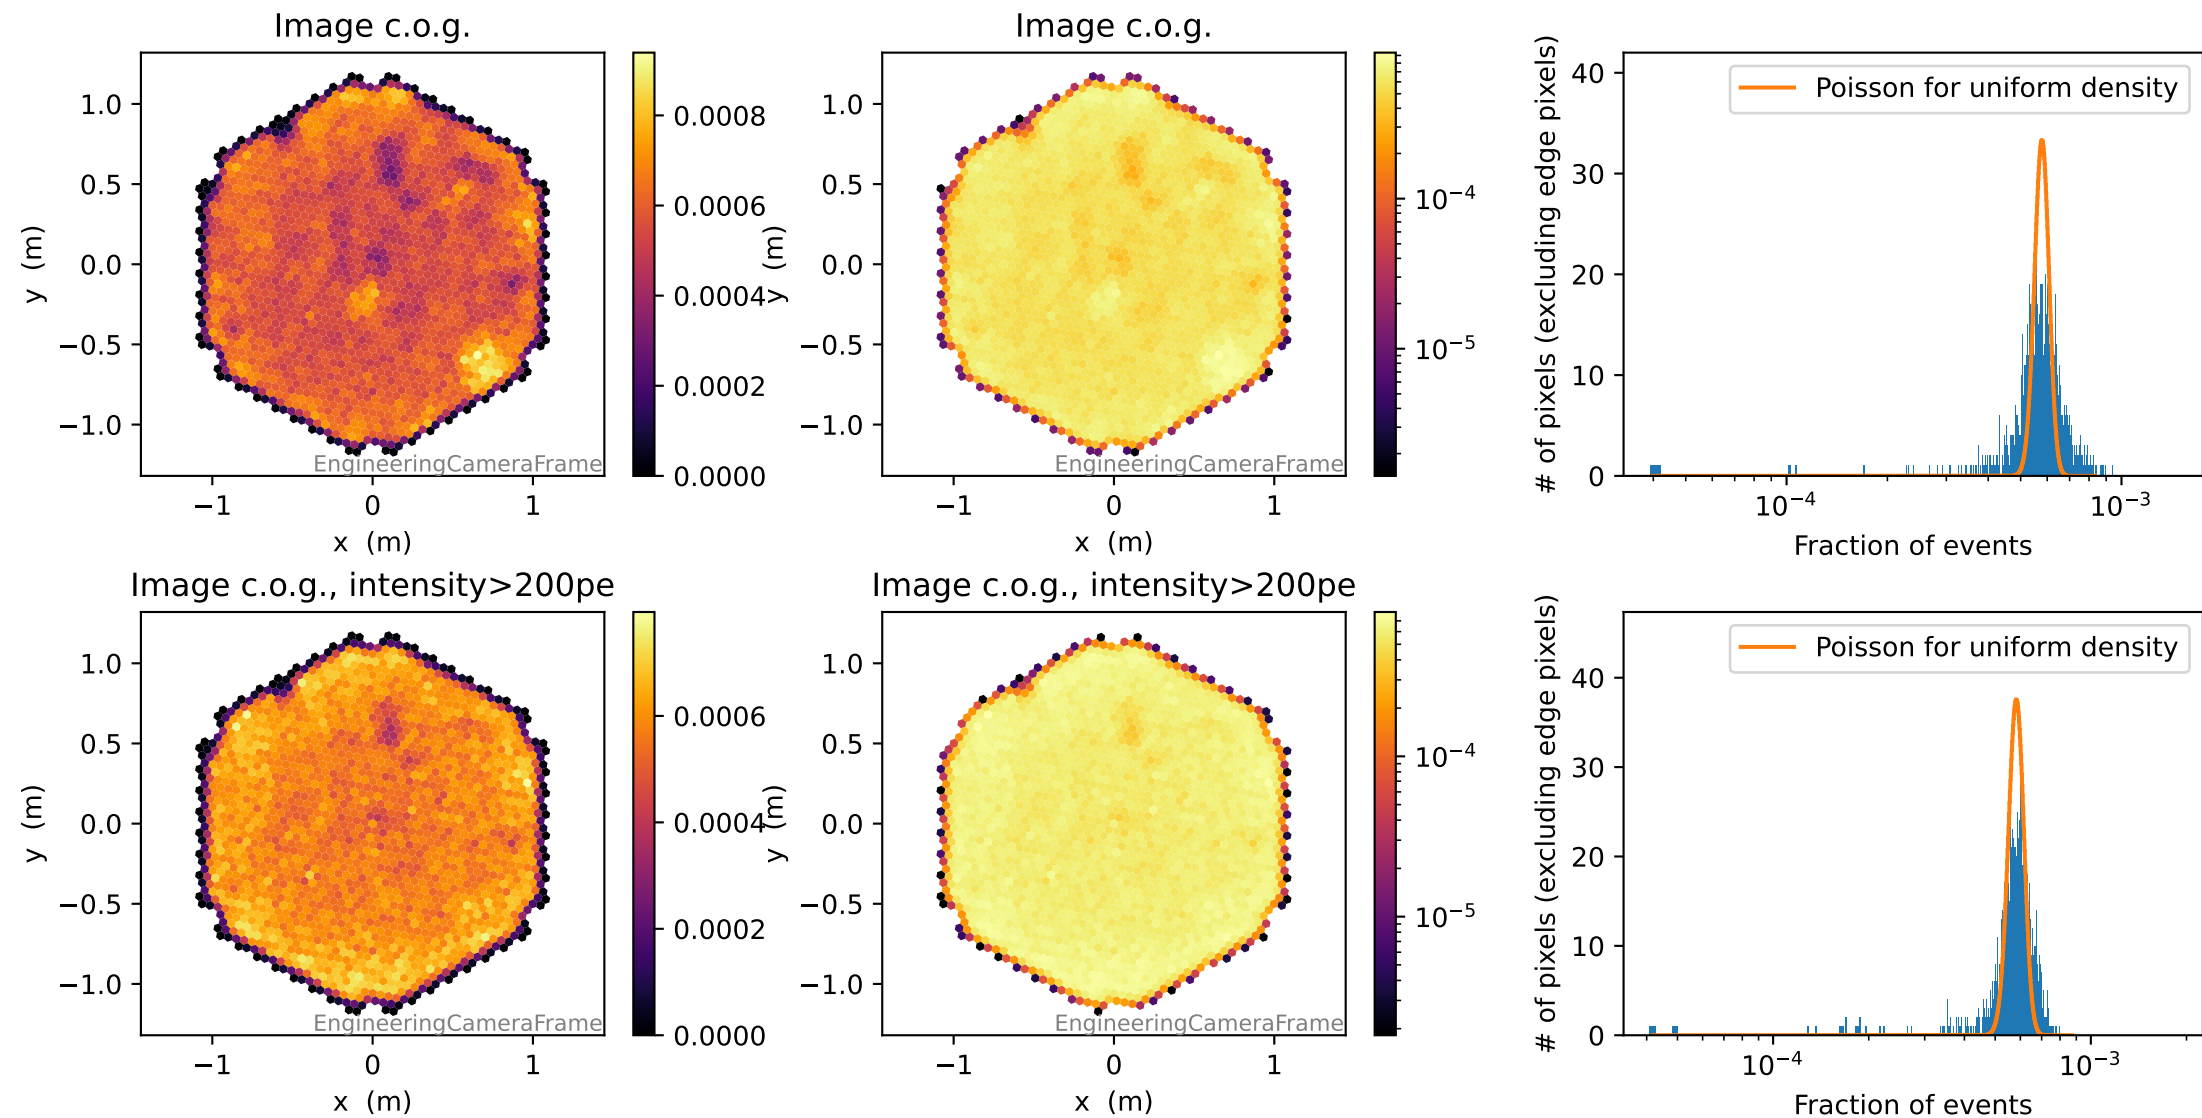 Image c.o.g.
y (m)
1.0
0.5
0.0
−0.5
−1.0
−1
0
1
x (m)
EngineeringCameraFrame
0.0008
0.0006
0.0004
0.0002
0.0000
Image c.o.g.
y (m)
1.0
0.5
0.0
−0.5
−1.0
−1
0
1
x (m)
EngineeringCameraFrame
10⁻⁴
10⁻⁵
# of pixels (excluding edge pixels)
40
30
20
10
0
Poisson for uniform density
10⁻⁴
10⁻³
Fraction of events
Image c.o.g., intensity>200pe
y (m)
1.0
0.5
0.0
−0.5
−1.0
−1
0
1
x (m)
EngineeringCameraFrame
0.0006
0.0004
0.0002
0.0000
Image c.o.g., intensity>200pe
y (m)
1.0
0.5
0.0
−0.5
−1.0
−1
0
1
x (m)
EngineeringCameraFrame
10⁻⁴
10⁻⁵
# of pixels (excluding edge pixels)
40
30
20
10
0
Poisson for uniform density
10⁻⁴
10⁻³
Fraction of events